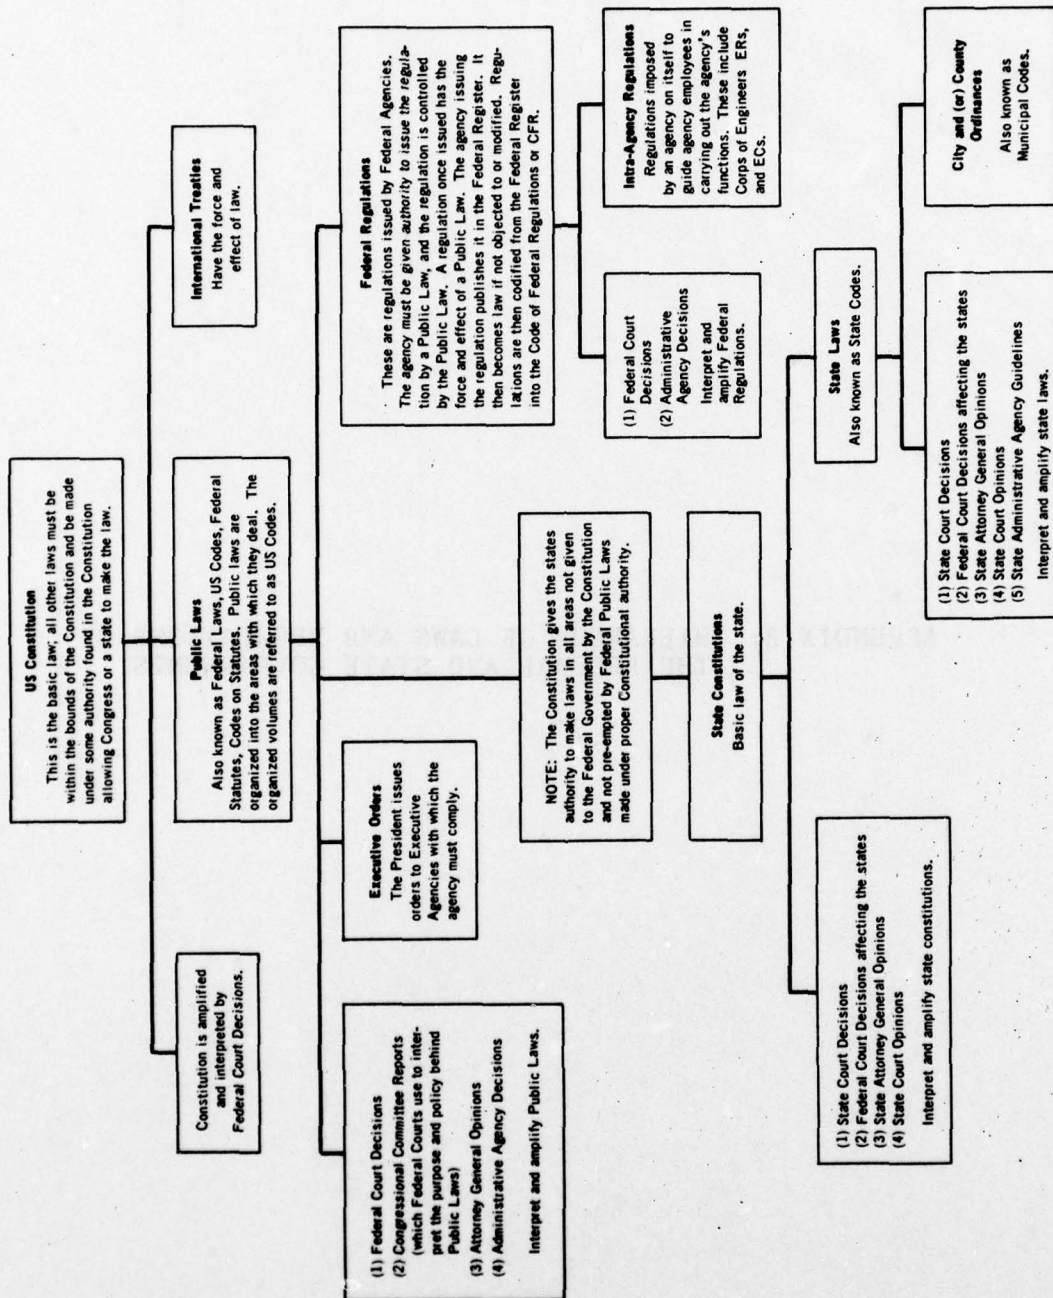 US Constitution
This is the basic law; all other laws must be
within the bounds of the Constitution and be made
under some authority found in the Constitution
allowing Congress or a state to make the law.
Constitution is amplified
and interpreted by
Federal Court Decisions.
Public Laws
Also known as Federal Laws, US Codes, Federal
Statutes, Codes on Statutes. Public laws are
organized into the areas with which they deal. The
organized volumes are referred to as US Codes.
International Treaties
Have the force and
effect of law.
(1) Federal Court Decisions
(2) Congressional Committee Reports
(which Federal Courts use to inter-
pret the purpose and policy behind
Public Laws)
(3) Attorney General Opinions
(4) Administrative Agency Decisions
Interpret and amplify Public Laws.
Executive Orders
The President issues
orders to Executive
Agencies with which the
agency must comply.
Federal Regulations
These are regulations issued by Federal Agencies.
The agency must be given authority to issue the regula-
tion by a Public Law, and the regulation is controlled
by the Public Law. A regulation once issued has the
force and effect of a Public Law. The agency issuing
the regulation publishes it in the Federal Register. It
then becomes law if not objected to or modified. Regu-
lations are then codified from the Federal Register
into the Code of Federal Regulations or CFR.
NOTE: The Constitution gives the states
authority to make laws in all areas not given
to the Federal Government by the Constitution
and not pre-empted by Federal Public Laws
made under proper Constitutional authority.
(1) Federal Court
Decisions
(2) Administrative
Agency Decisions
Interpret and
amplify Federal
Regulations.
Intra-Agency Regulations
Regulations imposed
by an agency on itself to
guide agency employees in
carrying out the agency's
functions. These include
Corps of Engineers ERs,
and ECs.
State Constitutions
Basic law of the state.
(1) State Court Decisions
(2) Federal Court Decisions affecting the states
(3) State Attorney General Opinions
(4) State Court Opinions
Interpret and amplify state constitutions.
State Laws
Also known as State Codes.
(1) State Court Decisions
(2) Federal Court Decisions affecting the states
(3) State Attorney General Opinions
(4) State Court Opinions
(5) State Administrative Agency Guidelines
Interpret and amplify state laws.
City and (or) County
Ordinances
Also known as
Municipal Codes.